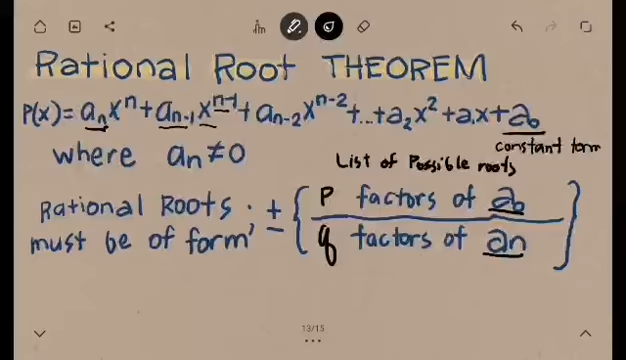 Rational Root THEOREM
P(x) = aₙxⁿ + aₙ₋₁xⁿ⁻¹ + aₙ₋₂xⁿ⁻² + ... + a₂x² + a₁x + a₀
constant term
where aₙ ≠ 0
List of Possible roots
Rational Roots must be of form: ± { p factors of a₀ / q factors of aₙ }
13/15